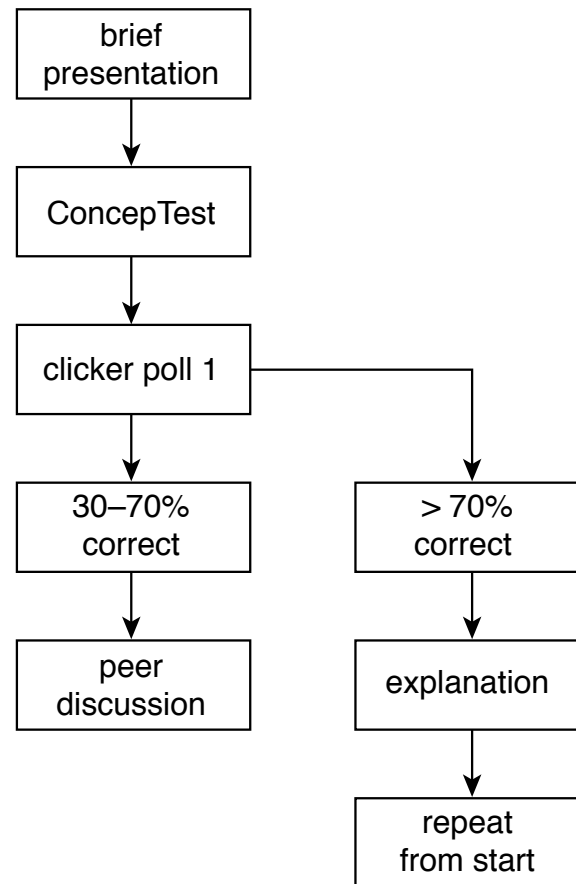 brief
presentation
ConcepTest
clicker poll 1
30–70%
correct
> 70%
correct
peer
discussion
explanation
repeat
from start